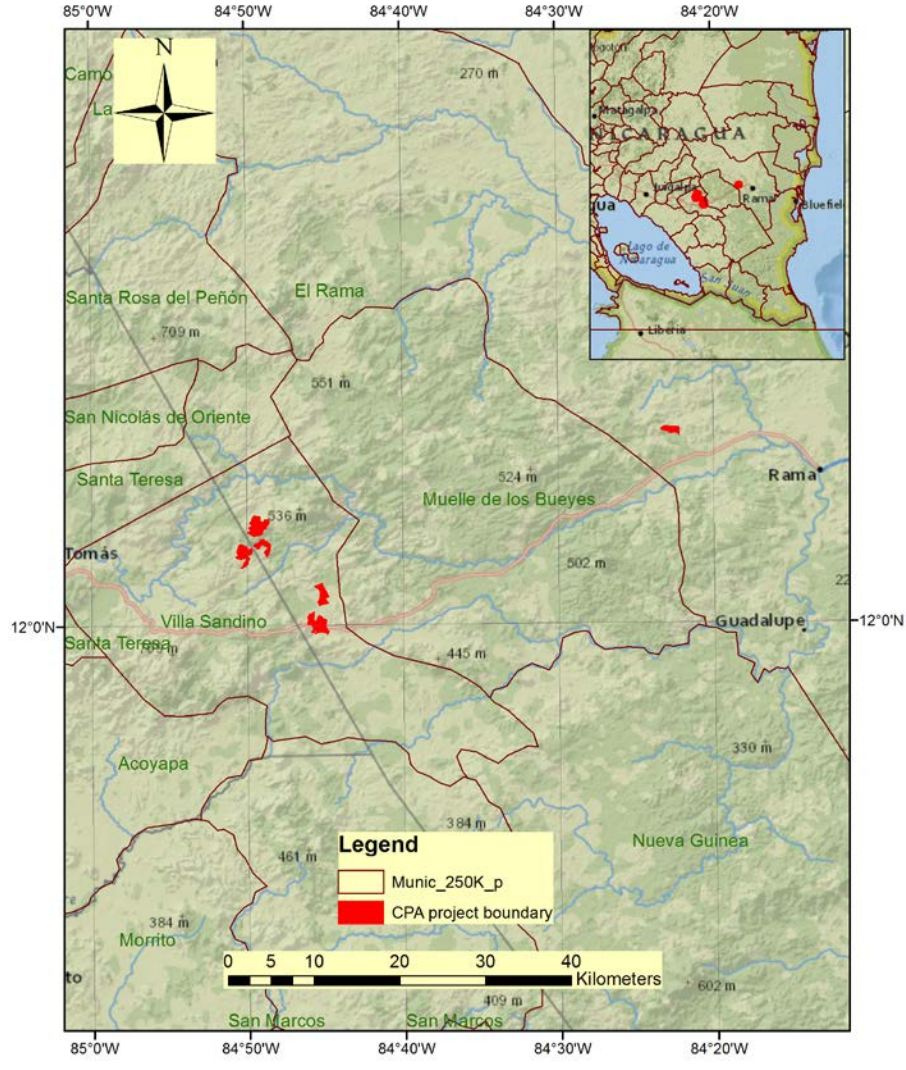 85°0'W 84°50'W 84°40'W 84°30'W 84°20'W
N
Camo
La
270 m
Matagalpa
NICARAGUA
Juigalpa
Rama
Bluefiel
gua
Lago de
Nicaragua
San Juan
Liberia
Santa Rosa del Peñón
El Rama
709 m
551 m
San Nicolás de Oriente
Santa Teresa
524 m
Rama
Muelle de los Bueyes
536 m
Tomás
502 m
22
12°0'N
Villa Sandino
Guadalupe
12°0'N
Santa Teresa
445 m
330 m
Acoyapa
384 m
Nueva Guinea
Legend
461 m
Munic_250K_p
CPA project boundary
384 m
Morrito
0 5 10 20 30 40
Kilometers
to
602 m
409 m
San Marcos
San Marcos
85°0'W 84°50'W 84°40'W 84°30'W 84°20'W